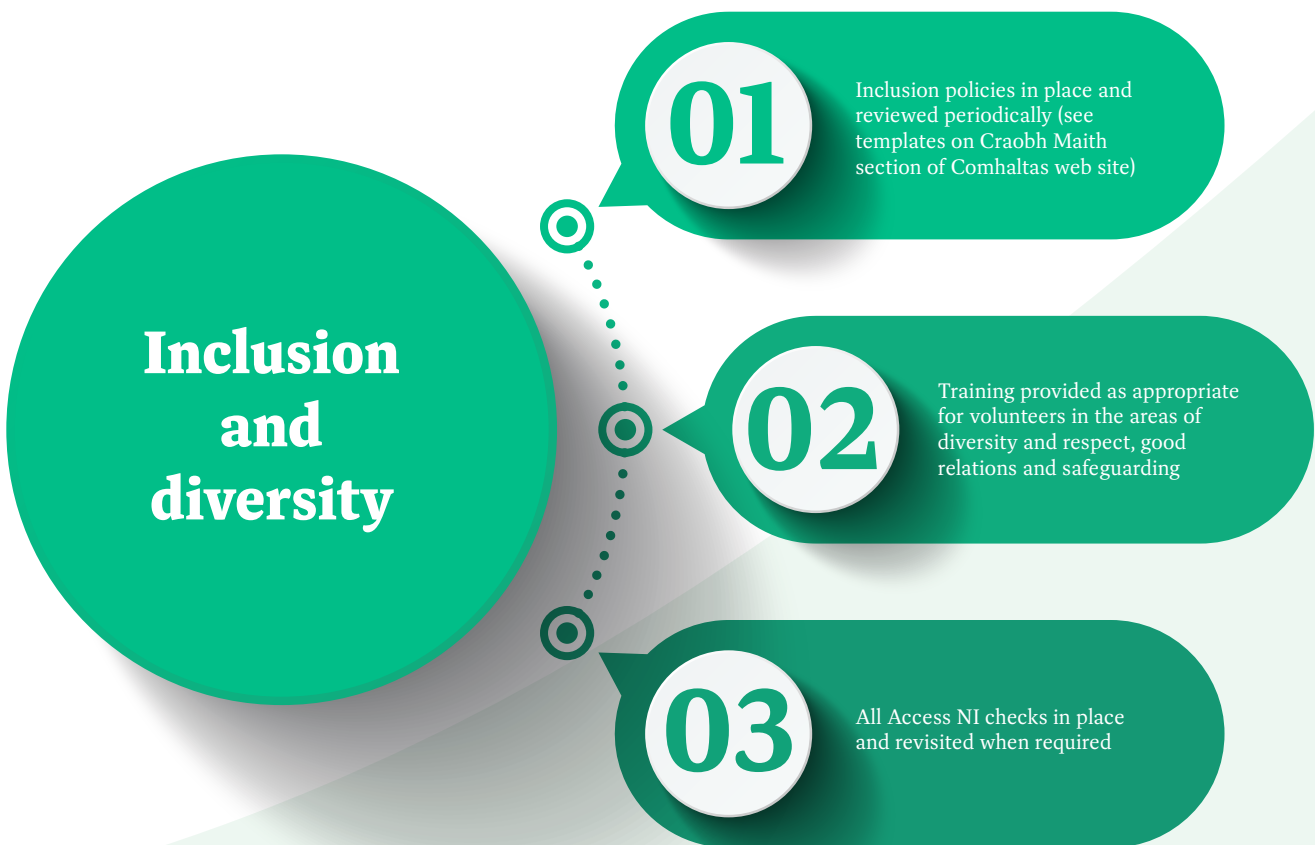 Inclusion
and
diversity
01
Inclusion policies in place and
reviewed periodically (see
templates on Craobh Maith
section of Comhaltas web site)
02
Training provided as appropriate
for volunteers in the areas of
diversity and respect, good
relations and safeguarding
03
All Access NI checks in place
and revisited when required